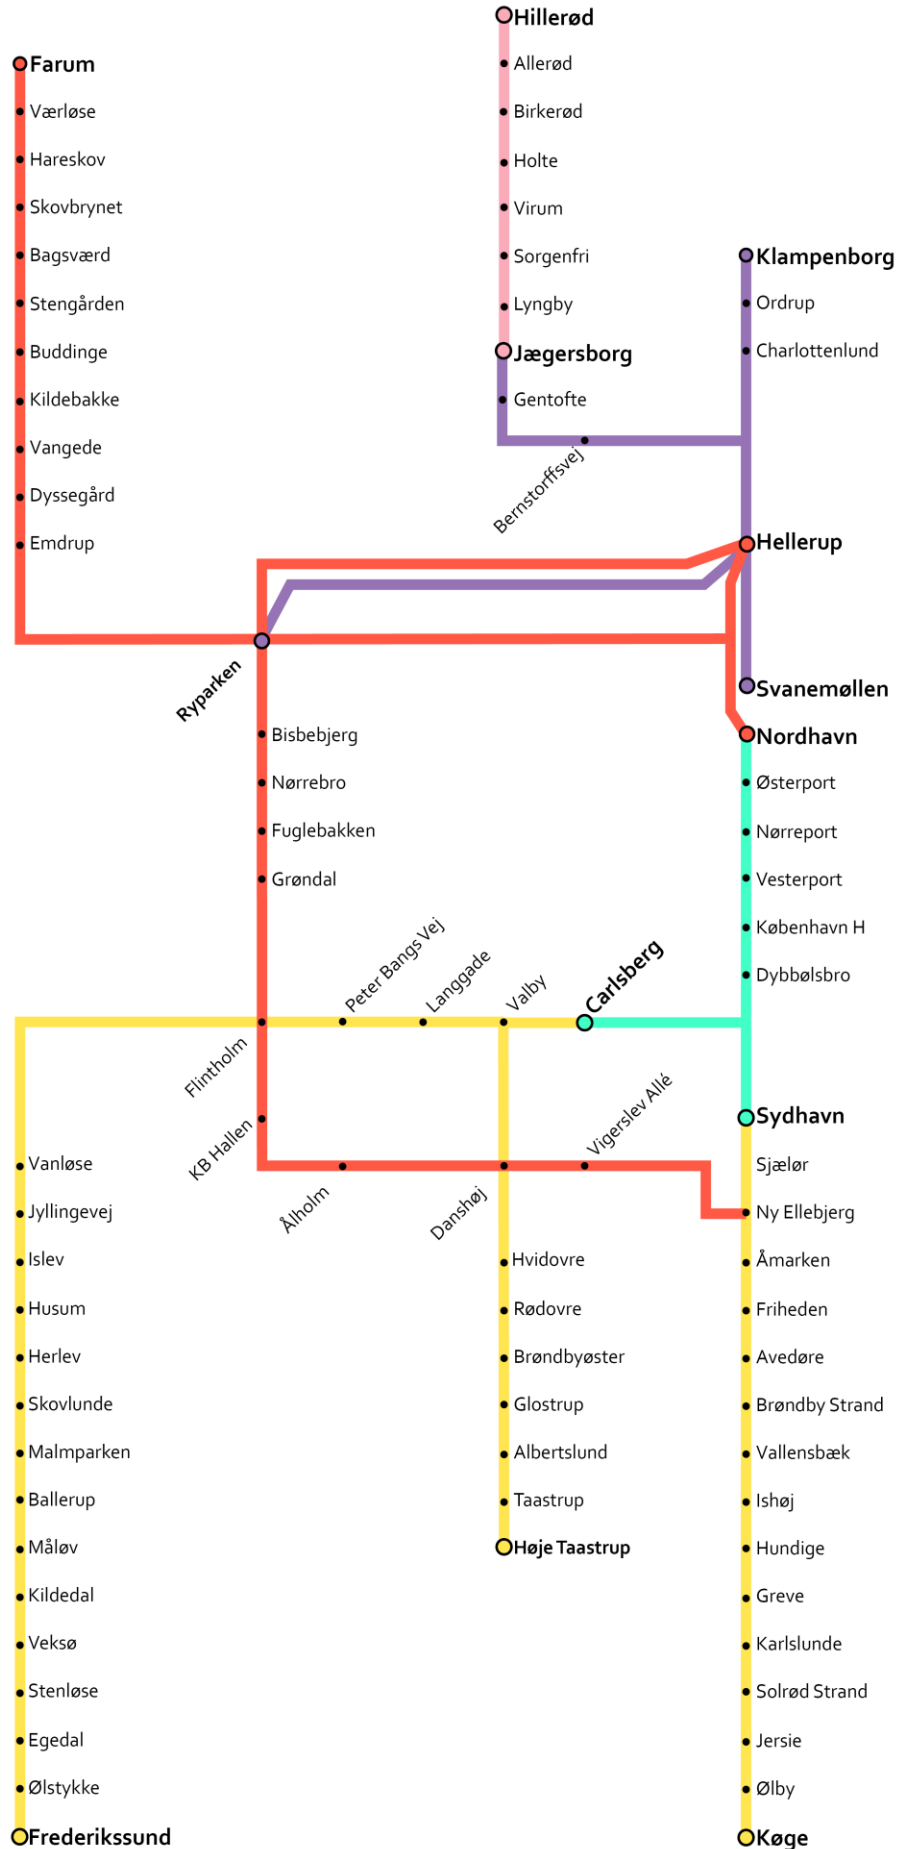 Hillerød
Allerød
Birkerød
Holte
Virum
Sorgenfri
Lyngby
Jægersborg
Gentofte
Bernstorffsvej
Farum
Værløse
Hareskov
Skovbrynet
Bagsværd
Stengården
Buddinge
Kildebakke
Vangede
Dyssegård
Emdrup
Klampenborg
Ordrup
Charlottenlund
Hellerup
Svanemøllen
Nordhavn
Østerport
Nørreport
Vesterport
København H
Dybbølsbro
Ryparken
Bisbebjerg
Nørrebro
Fuglebakken
Grøndal
Flintholm
Peter Bangs Vej
Langgade
Valby
Carlsberg
KB Hallen
Ålholm
Danshøj
Vigerslev Allé
Vanløse
Jyllingevej
Islev
Husum
Herlev
Skovlunde
Malmparken
Ballerup
Måløv
Kildedal
Veksø
Stenløse
Egedal
Ølstykke
Frederikssund
Hvidovre
Rødovre
Brøndbyøster
Glostrup
Albertslund
Taastrup
Høje Taastrup
Sydhavn
Sjælør
Ny Ellebjerg
Åmarken
Friheden
Avedøre
Brøndby Strand
Vallensbæk
Ishøj
Hundige
Greve
Karlslunde
Solrød Strand
Jersie
Ølby
Køge